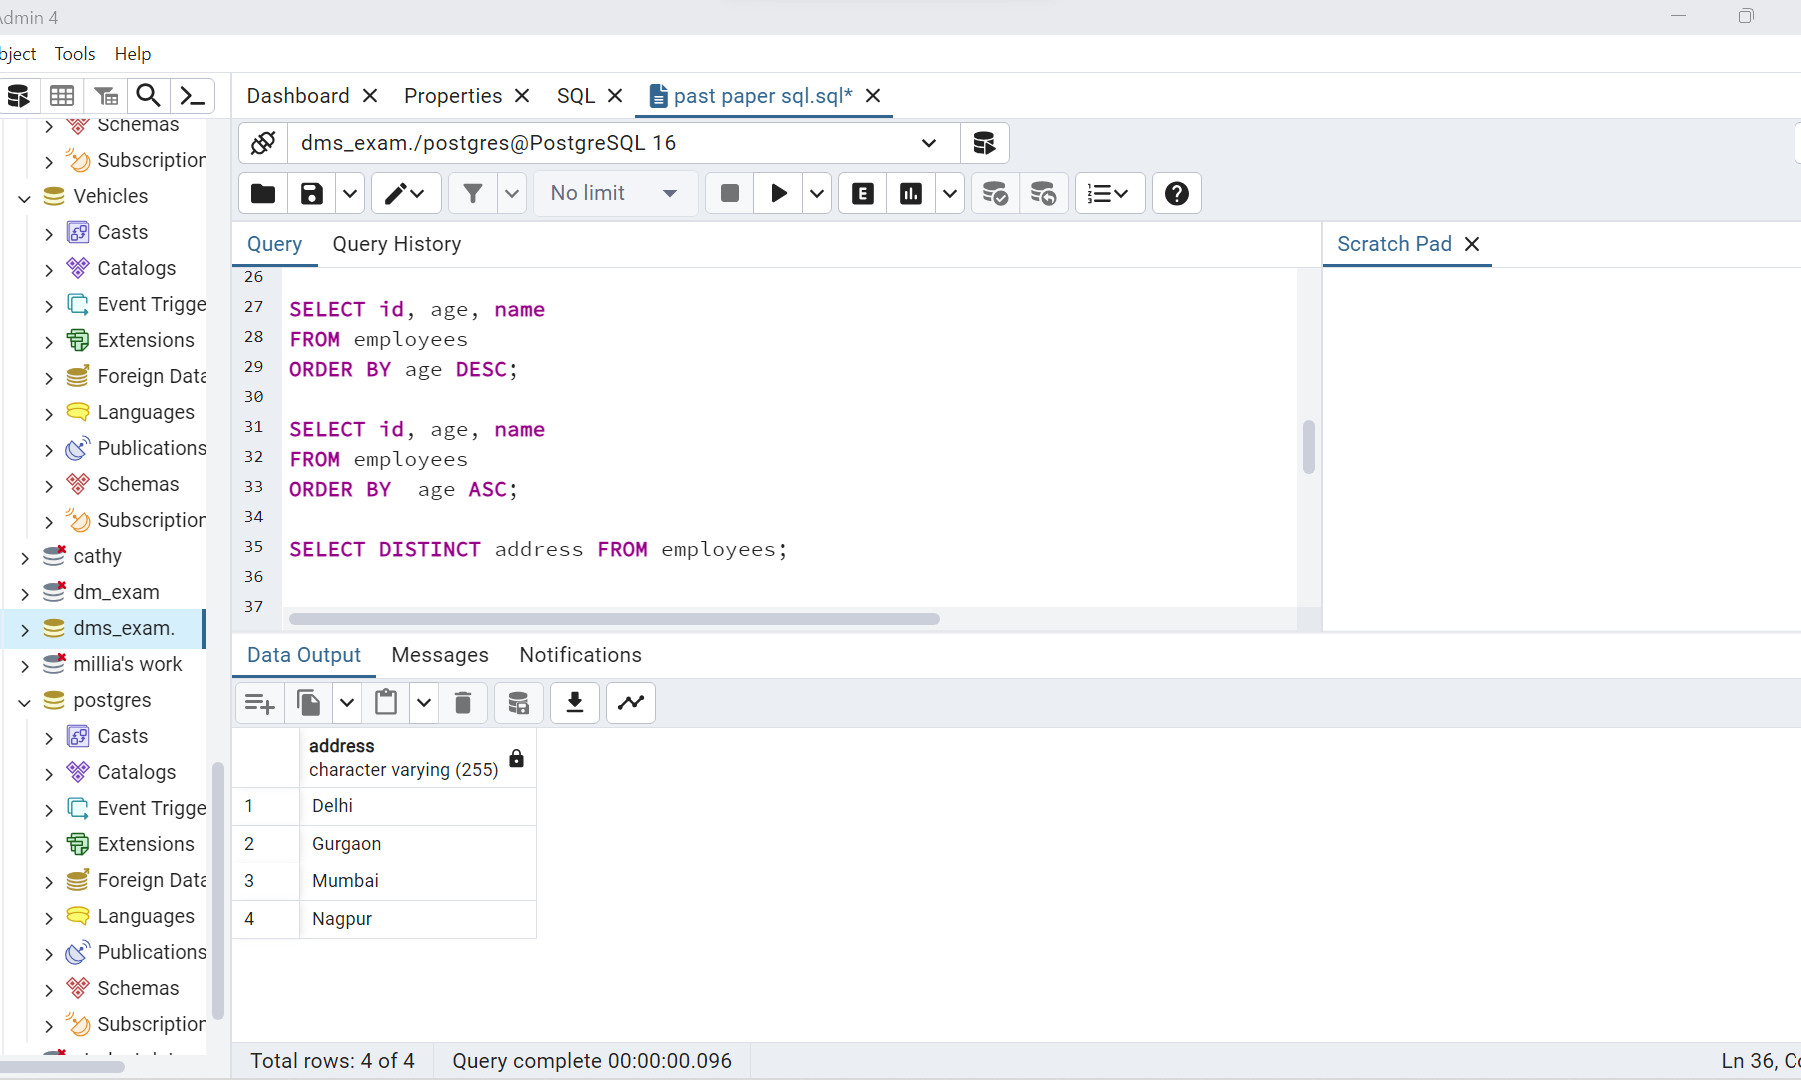 Admin 4
bject Tools Help
Dashboard Properties SQL past paper sql.sql*
dms_exam./postgres@PostgreSQL 16
No limit
Query Query History Scratch Pad
Schemas
Subscription
Vehicles
Casts
Catalogs
Event Trigge
Extensions
Foreign Data
Languages
Publications
Schemas
Subscription
cathy
dm_exam
dms_exam.
millia's work
postgres
Casts
Catalogs
Event Trigge
Extensions
Foreign Data
Languages
Publications
Schemas
Subscription
26
27 SELECT id, age, name
28 FROM employees
29 ORDER BY age DESC;
30
31 SELECT id, age, name
32 FROM employees
33 ORDER BY  age ASC;
34
35 SELECT DISTINCT address FROM employees;
36
37
Data Output Messages Notifications
address
character varying (255)
1 Delhi
2 Gurgaon
3 Mumbai
4 Nagpur
Total rows: 4 of 4 Query complete 00:00:00.096 Ln 36, Co